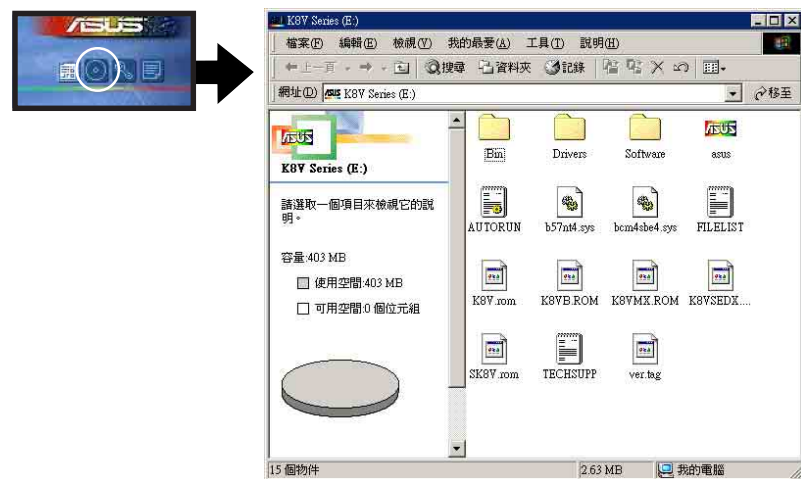 ASUS
K8V Series (E:)
檔案(F) 編輯(E) 檢視(V) 我的最愛(A) 工具(T) 說明(H)
上一頁 搜尋 資料夾 記錄
網址(D) ASUS K8V Series (E:) 移至
ASUS
K8V Series (E:)
請選取一個項目來檢視它的說
明。
容量:403 MB
使用空間:403 MB
可用空間:0 個位元組
Bin Drivers Software asus
AUTORUN b57nt4.sys bcm4sbe4.sys FILELIST
K8V.rom K8VB.ROM K8VMX.ROM K8VSEDX....
SK8V.rom TECHSUPP ver.tag
15 個物件 2.63 MB 我的電腦